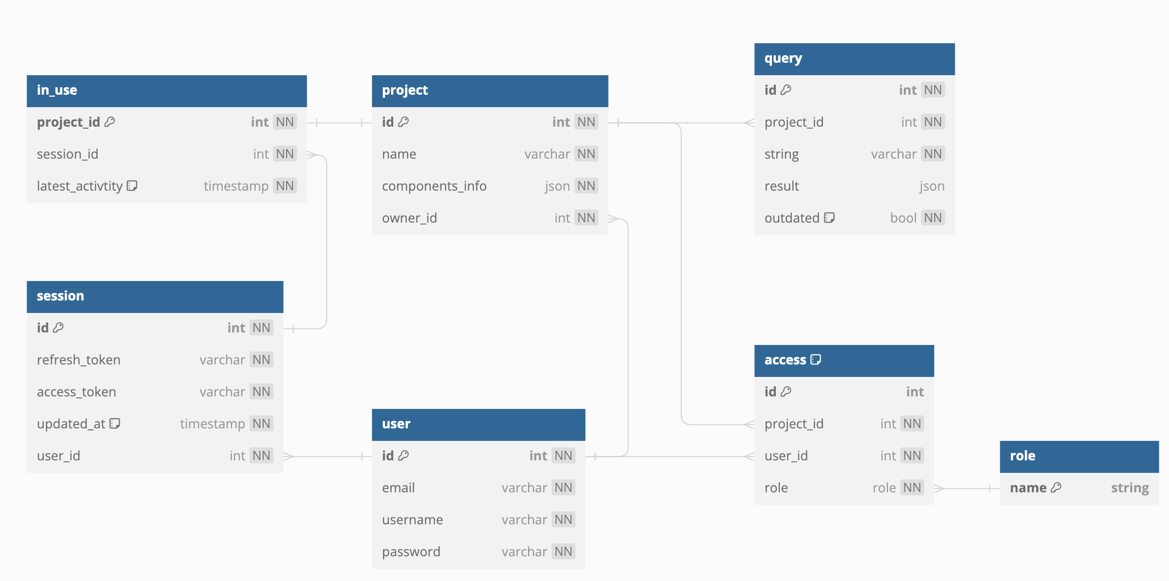 in_use
project_id int NN
session_id int NN
latest_activtity timestamp NN
project
id int NN
name varchar NN
components_info json NN
owner_id int NN
query
id int NN
project_id int NN
string varchar NN
result json
outdated bool NN
session
id int NN
refresh_token varchar NN
access_token varchar NN
updated_at timestamp NN
user_id int NN
user
id int NN
email varchar NN
username varchar NN
password varchar NN
access
id int
project_id int NN
user_id int NN
role role NN
role
name string